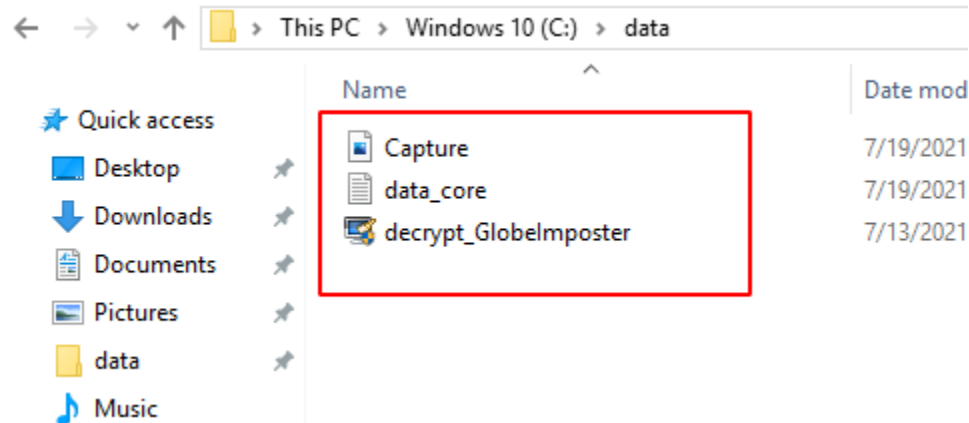 This PC > Windows 10 (C:) > data
Name Date mod
Quick access
Desktop
Downloads
Documents
Pictures
data
Music
Capture 7/19/2021
data_core 7/19/2021
decrypt_GlobeImposter 7/13/2021